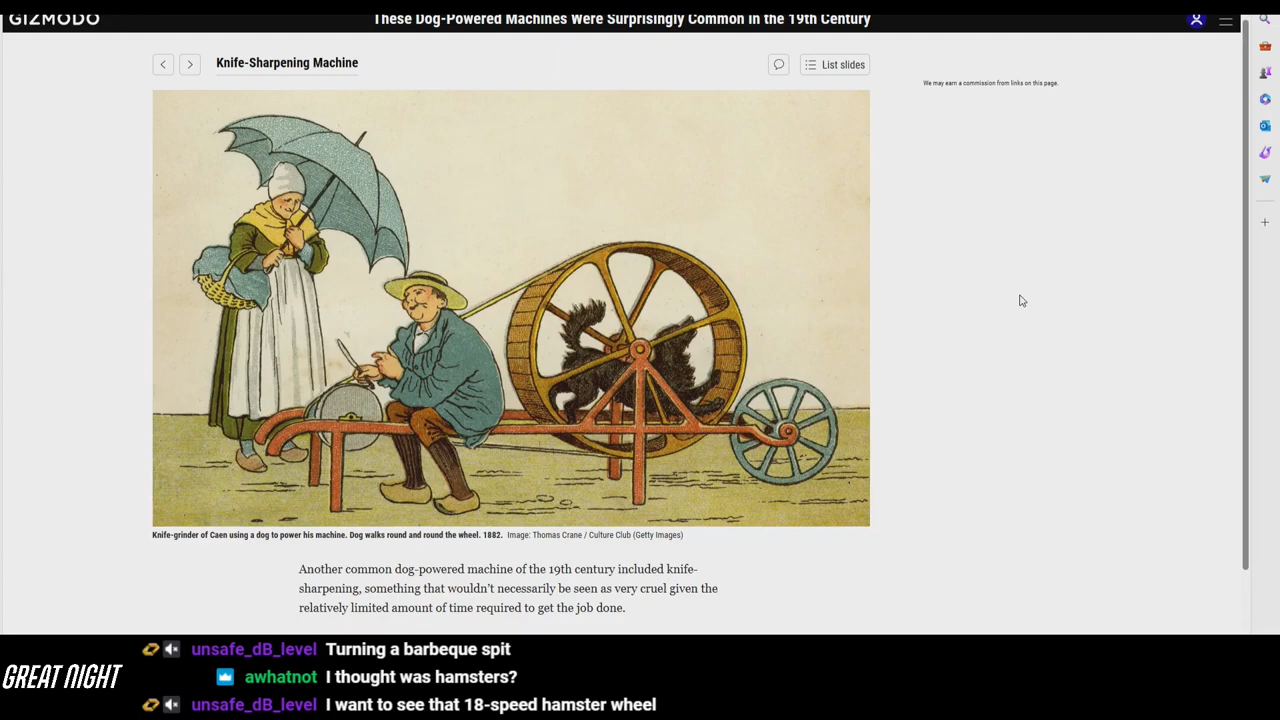 GIZMODO
These Dog-Powered Machines Were Surprisingly Common in the 19th Century
Knife-Sharpening Machine
List slides
We may earn a commission from links on this page.
Knife-grinder of Caen using a dog to power his machine. Dog walks round and round the wheel. 1882. Image: Thomas Crane / Culture Club (Getty Images)
Another common dog-powered machine of the 19th century included knife-
sharpening, something that wouldn't necessarily be seen as very cruel given the
relatively limited amount of time required to get the job done.
unsafe_dB_level Turning a barbeque spit
GREAT NIGHT
awhatnot I thought was hamsters?
unsafe_dB_level I want to see that 18-speed hamster wheel